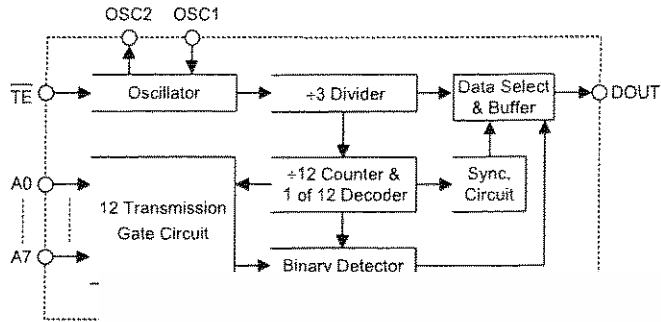 OSC2 OSC1
TE
Oscillator
÷3 Divider
Data Select
& Buffer
DOUT
A0
12 Transmission
Gate Circuit
÷12 Counter &
1 of 12 Decoder
Sync.
Circuit
A7
Binary Detector